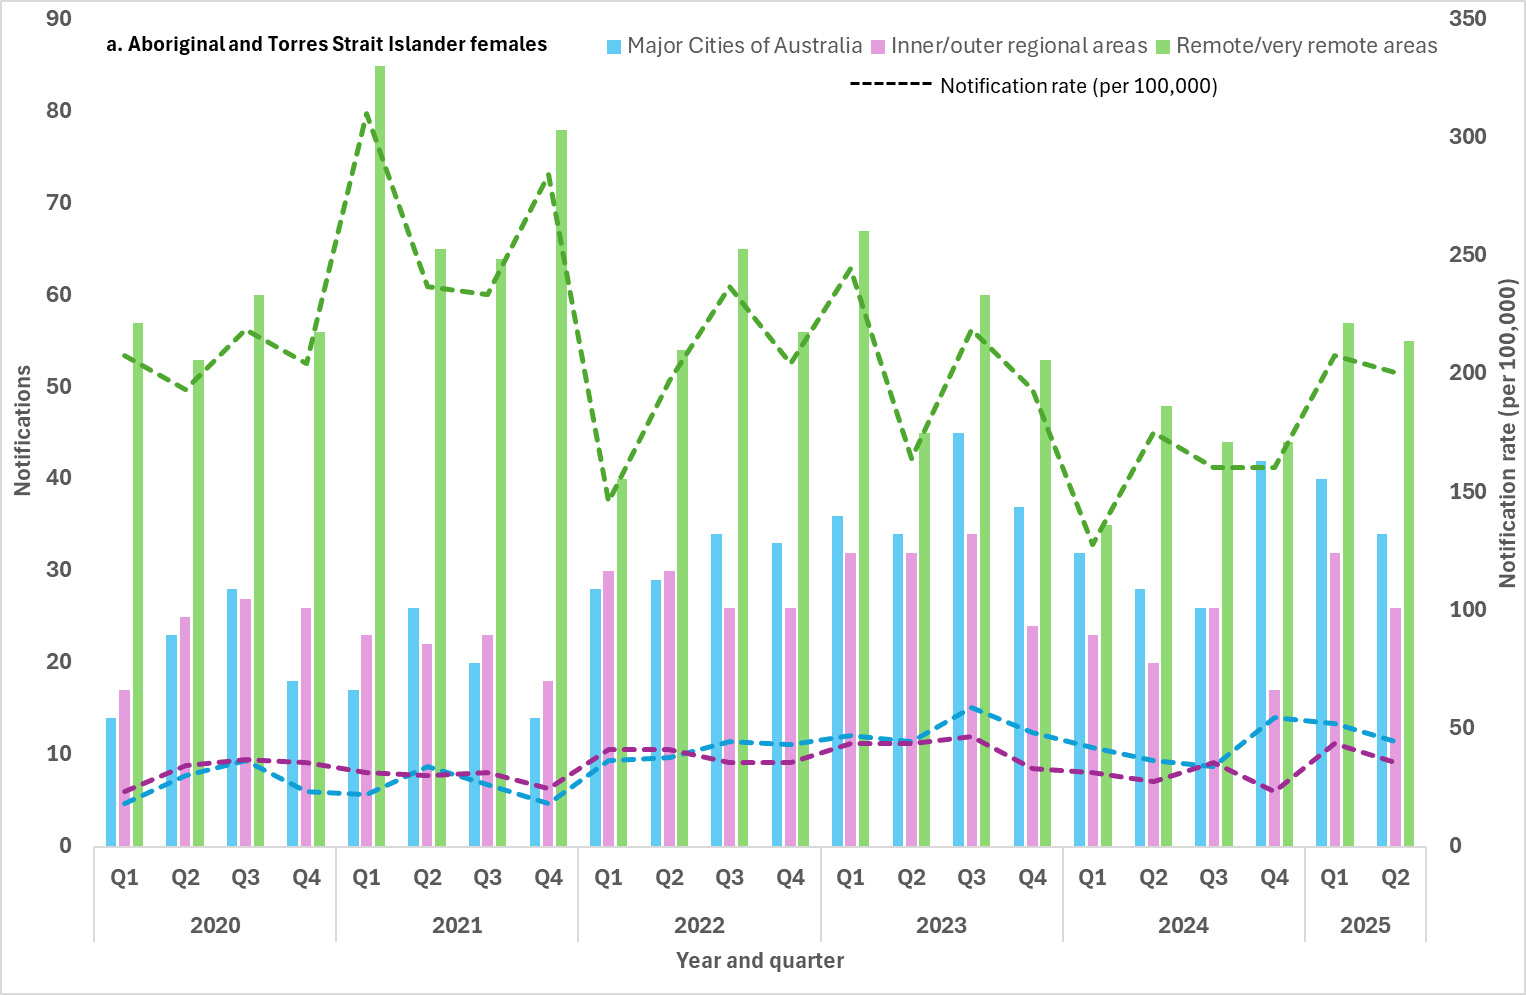 a. Aboriginal and Torres Strait Islander females
Major Cities of Australia Inner/outer regional areas Remote/very remote areas
Notification rate (per 100,000)
90
80
70
60
50
40
30
20
10
0
Notifications
350
300
250
200
150
100
50
0
Notification rate (per 100,000)
Q1 Q2 Q3 Q4 Q1 Q2 Q3 Q4 Q1 Q2 Q3 Q4 Q1 Q2 Q3 Q4 Q1 Q2 Q3 Q4 Q1 Q2
2020 2021 2022 2023 2024 2025
Year and quarter